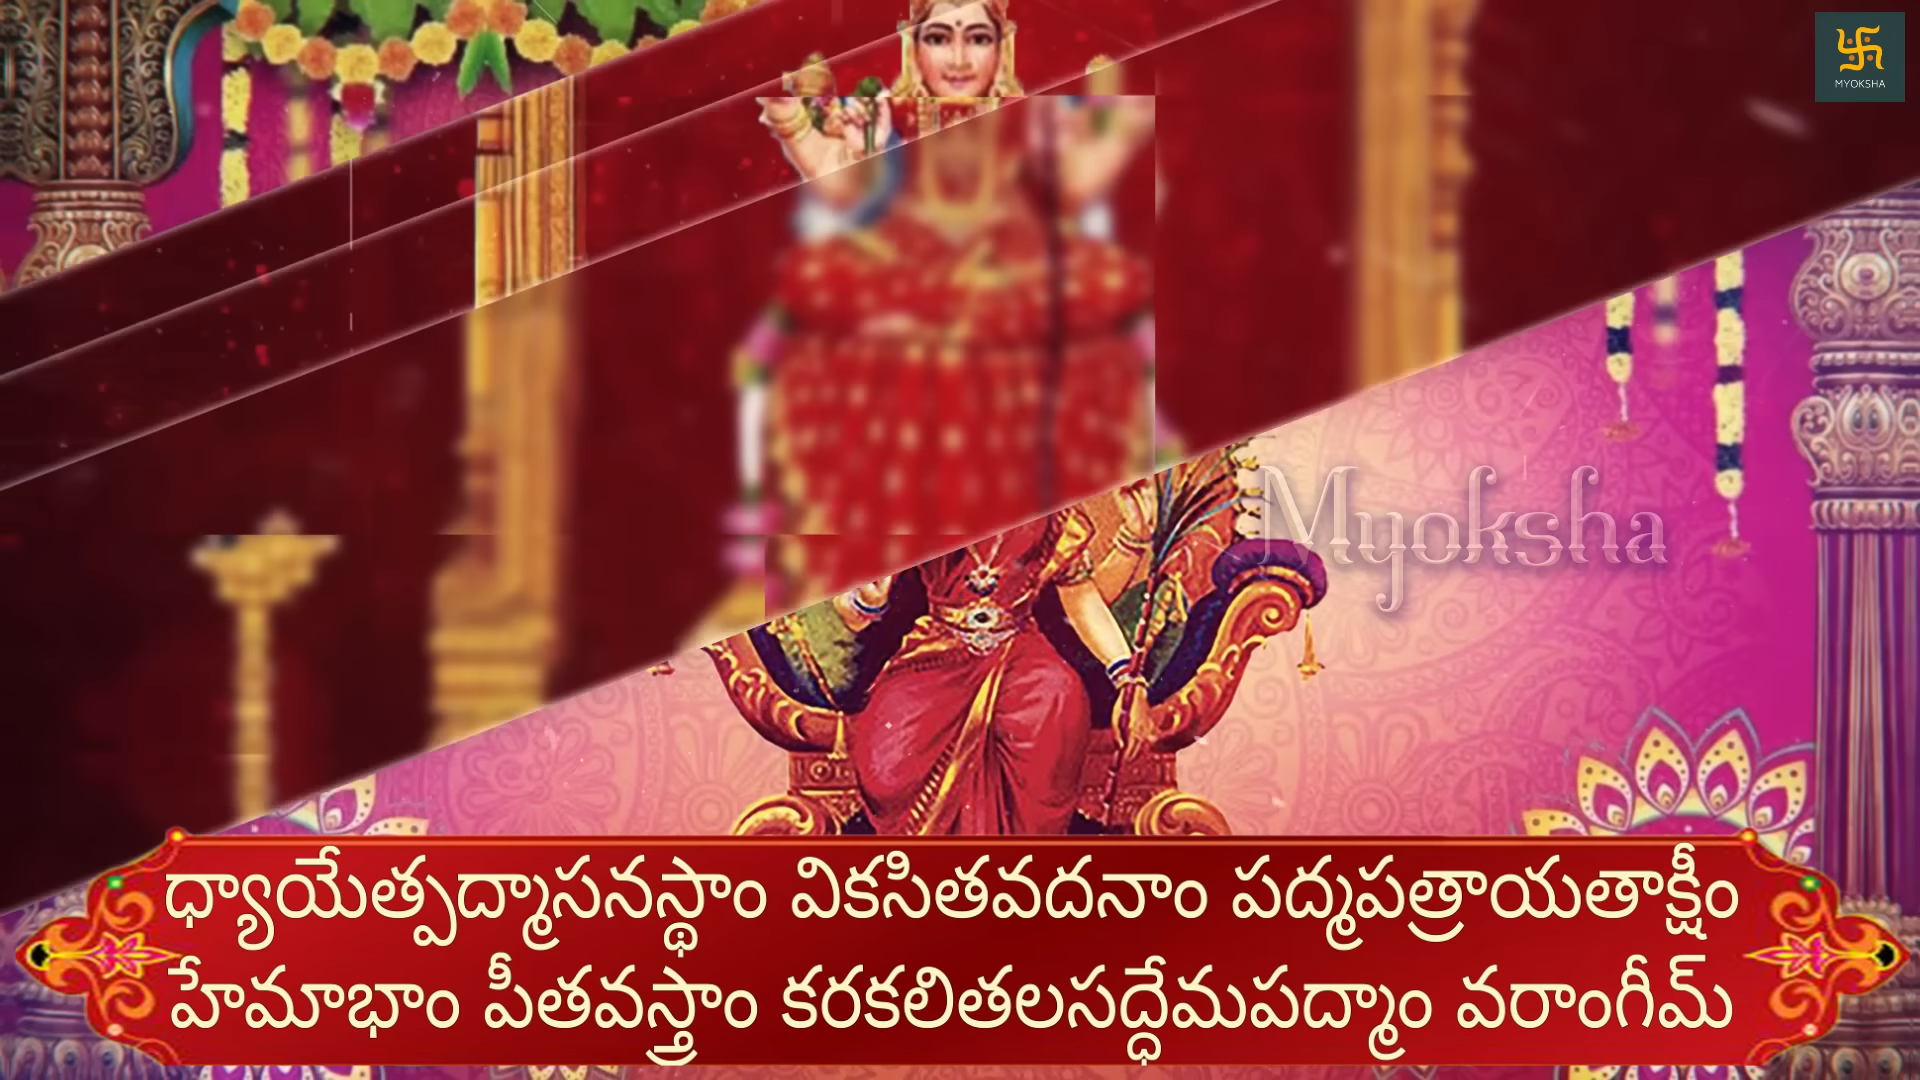 MYOKSHA
Myoksha
ధ్యాయేత్పద్మాసనస్థాం వికసితవదనాం పద్మపత్రాయతాక్షీం
హేమాభాం పీతవస్త్రాం కరకలితలసద్ధేమపద్మాం వరాంగీమ్